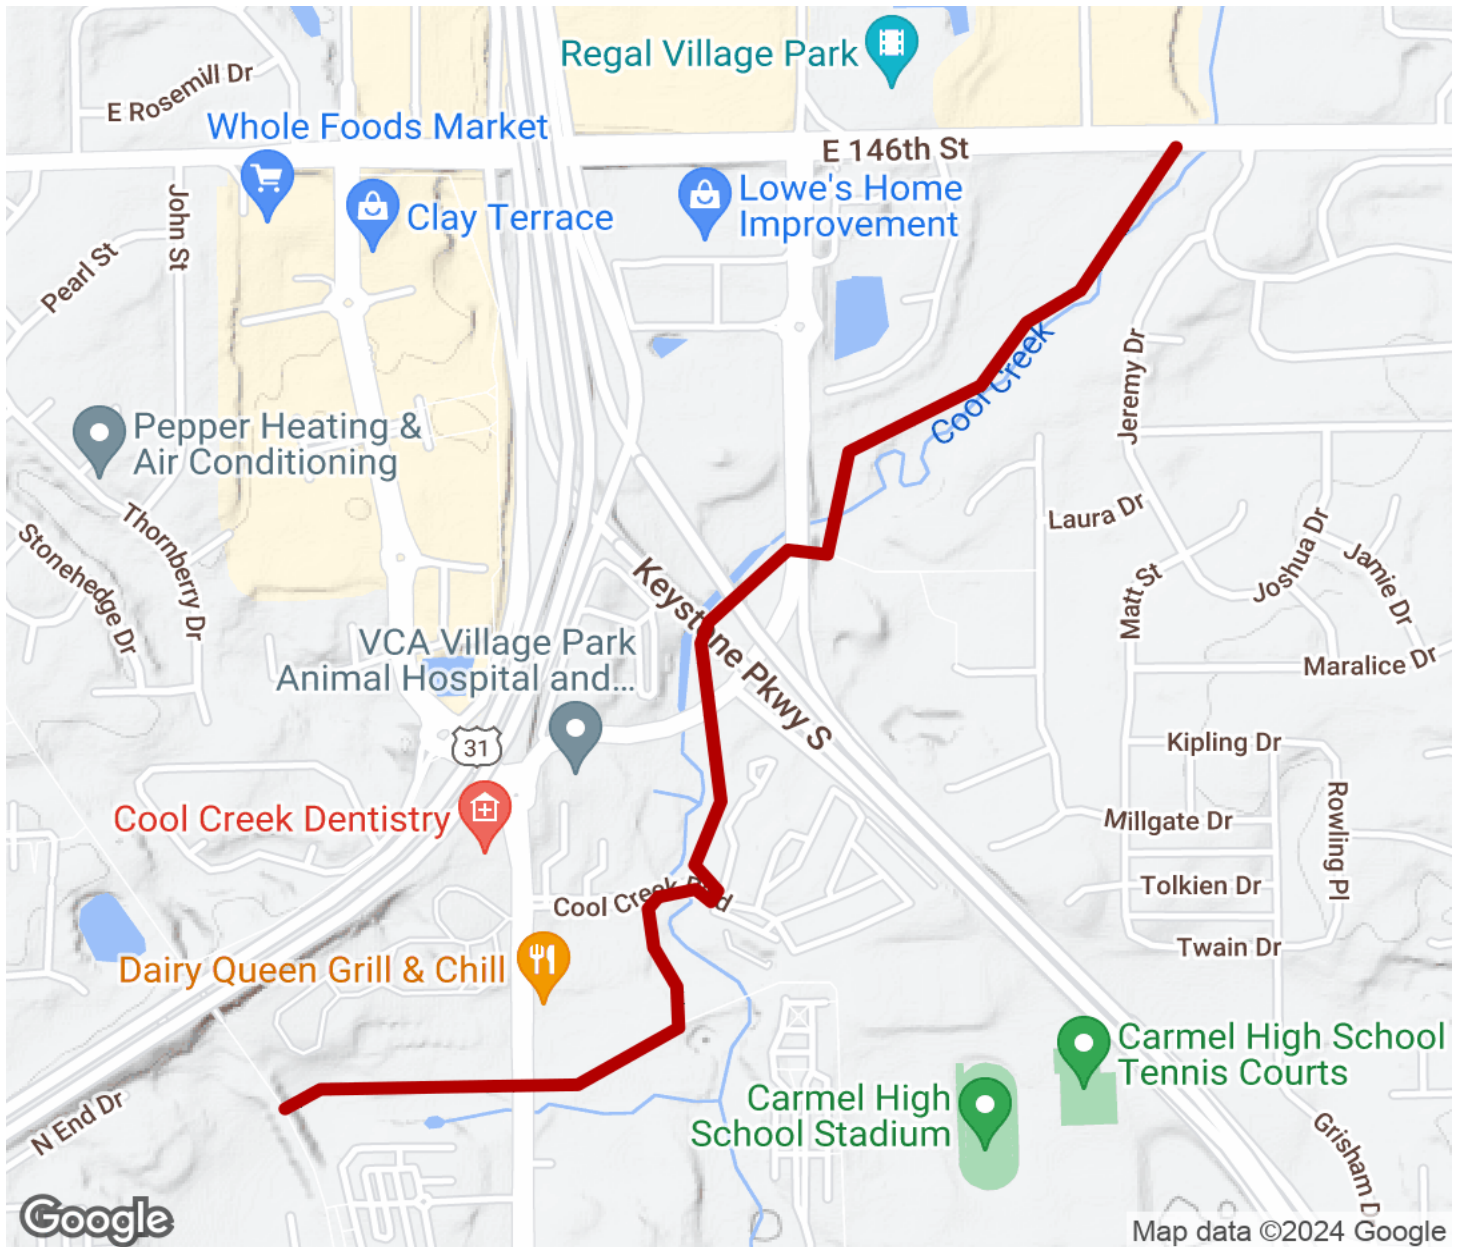 Regal Village Park
E Rosemill Dr
Whole Foods Market
E 146th St
John St
Clay Terrace
Lowe's Home
Improvement
Pearl St
Cool Creek
Jeremy Dr
Pepper Heating &
Air Conditioning
Laura Dr
Thornberry Dr
Stonehedge Dr
Keystone Pkwy S
Matt St
Joshua Dr
Jamie Dr
VCA Village Park
Animal Hospital and...
Maralice Dr
31
Kipling Dr
Cool Creek Dentistry
Millgate Dr
Rowling Pl
Tolkien Dr
Cool Creek Blvd
Twain Dr
Dairy Queen Grill & Chill
Carmel High School
Tennis Courts
Carmel High
School Stadium
N End Dr
Grisham D
Google
Map data ©2024 Google